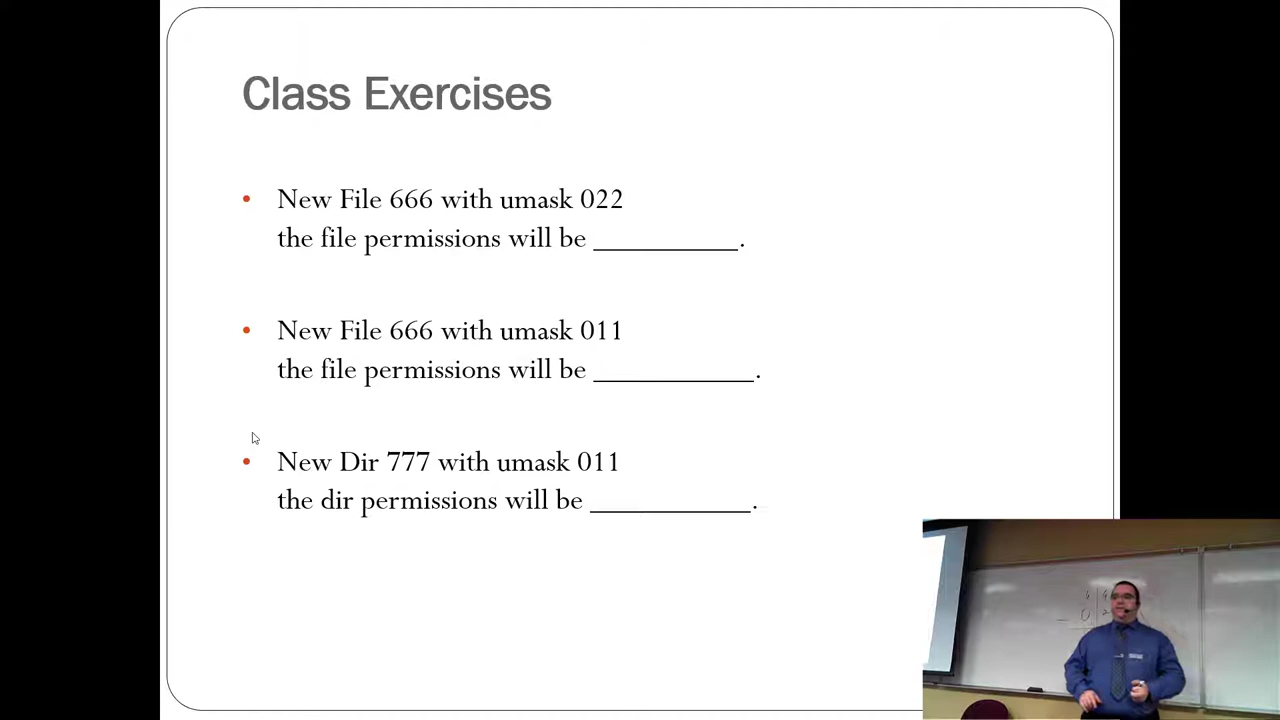 Class Exercises
• New File 666 with umask 022
the file permissions will be __________.
• New File 666 with umask 011
the file permissions will be ___________.
• New Dir 777 with umask 011
the dir permissions will be ___________.